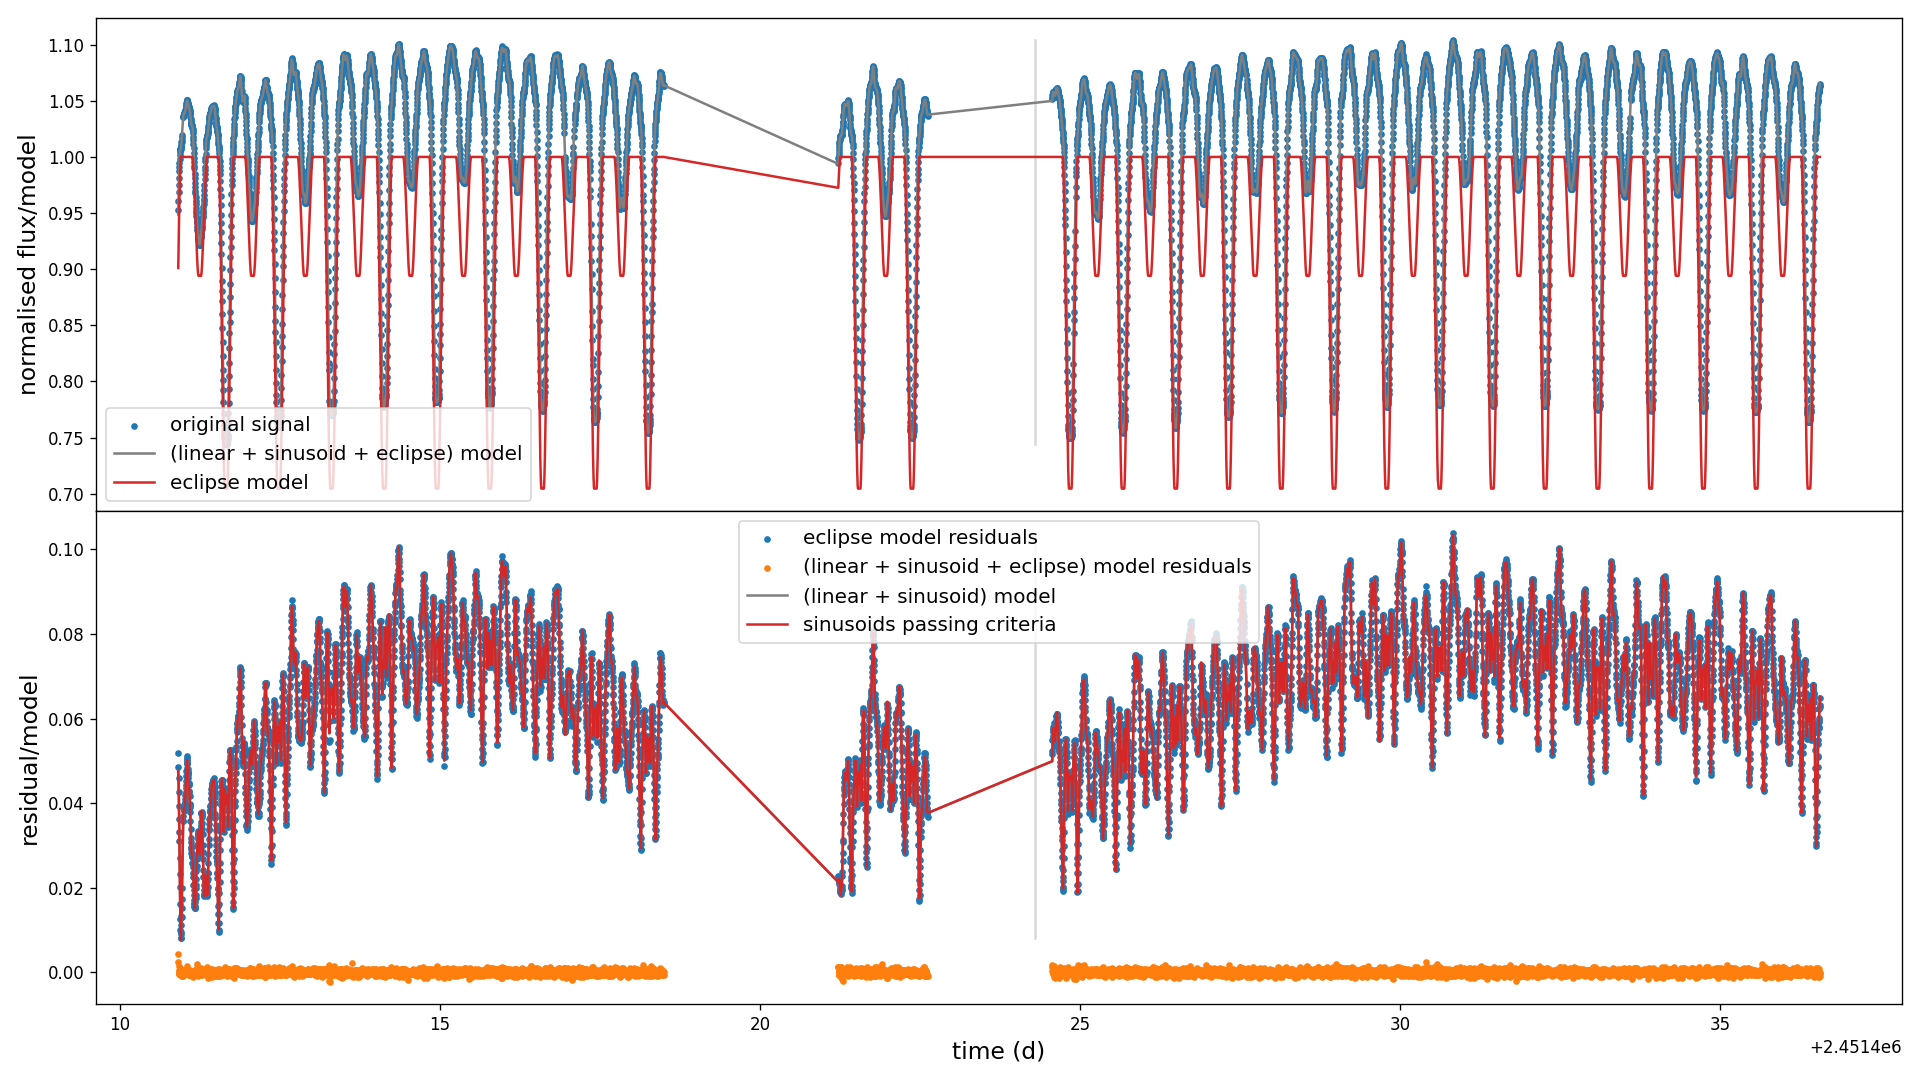 normalised flux/model
1.10
1.05
1.00
0.95
0.90
0.85
0.80
0.75
0.70
original signal
(linear + sinusoid + eclipse) model
eclipse model
residual/model
0.10
0.08
0.06
0.04
0.02
0.00
eclipse model residuals
(linear + sinusoid + eclipse) model residuals
(linear + sinusoid) model
sinusoids passing criteria
10 15 20 25 30 35
time (d)
+2.4514e6